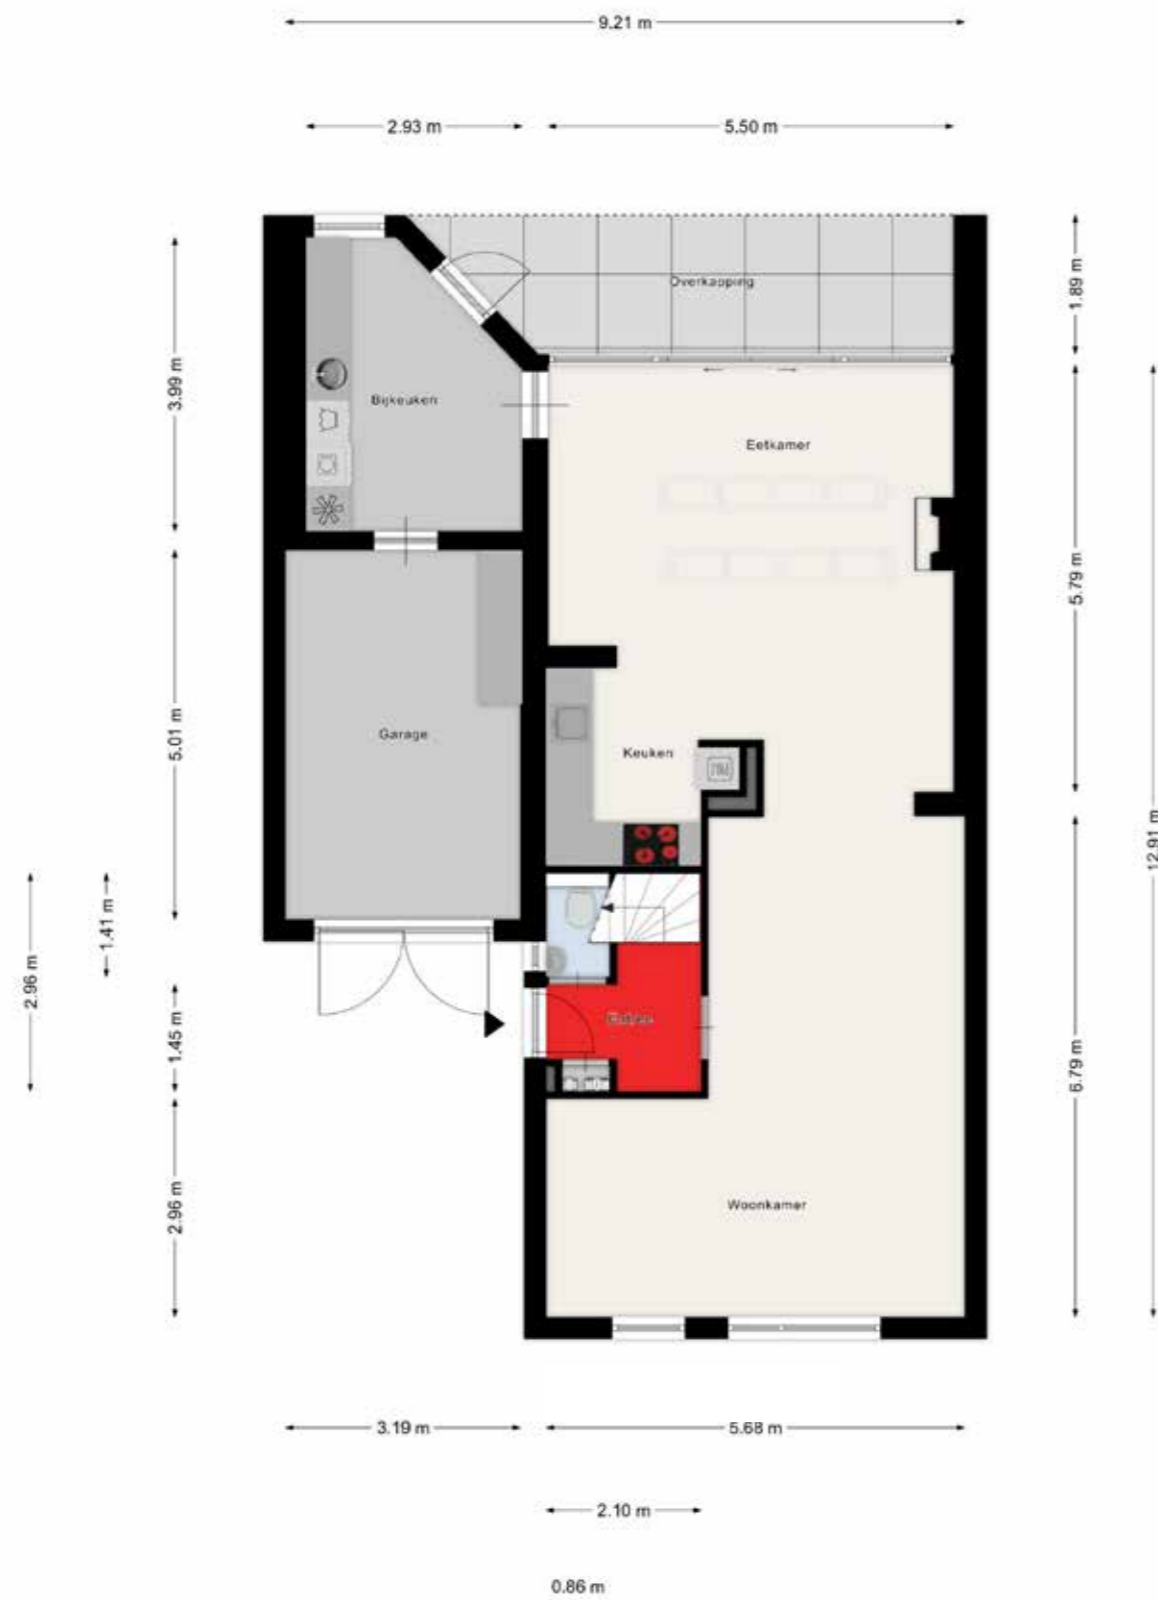 9.21 m
2.93 m
5.50 m
1.89 m
Overkapping
3.99 m
Bijkeuken
Eetkamer
5.79 m
5.01 m
Garage
Keuken
12.91 m
1.41 m
2.96 m
1.45 m
Entree
6.79 m
2.96 m
Woonkamer
3.19 m
5.68 m
2.10 m
0.86 m